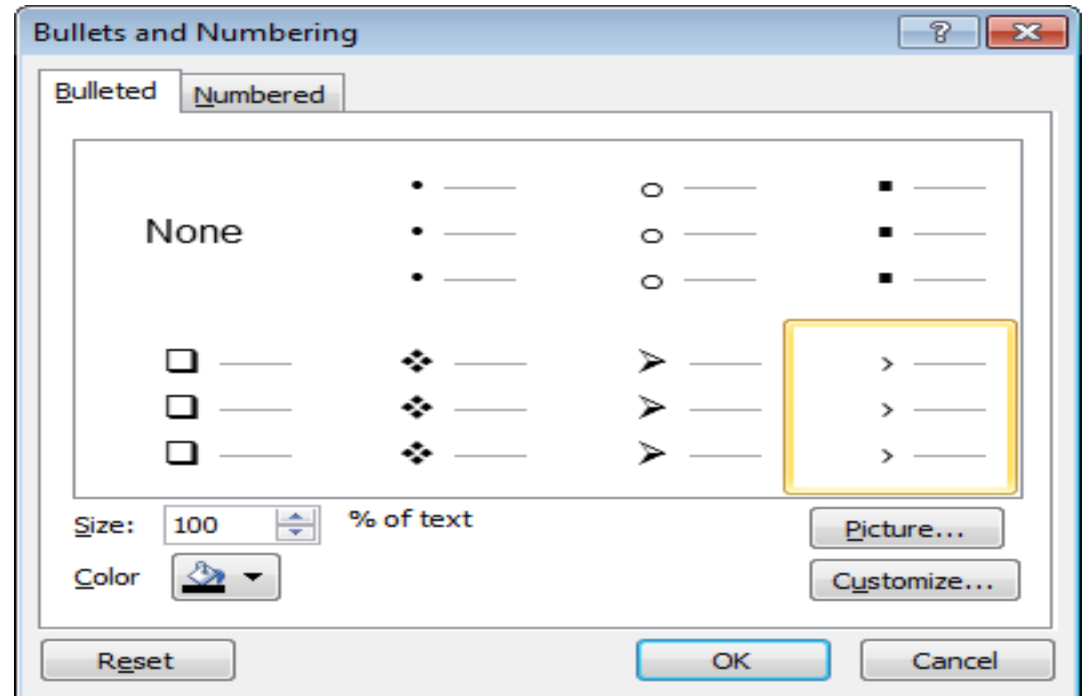 Bullets and Numbering
Bulleted
Numbered
None
Size:
100
% of text
Picture...
Color
Customize...
Reset
OK
Cancel